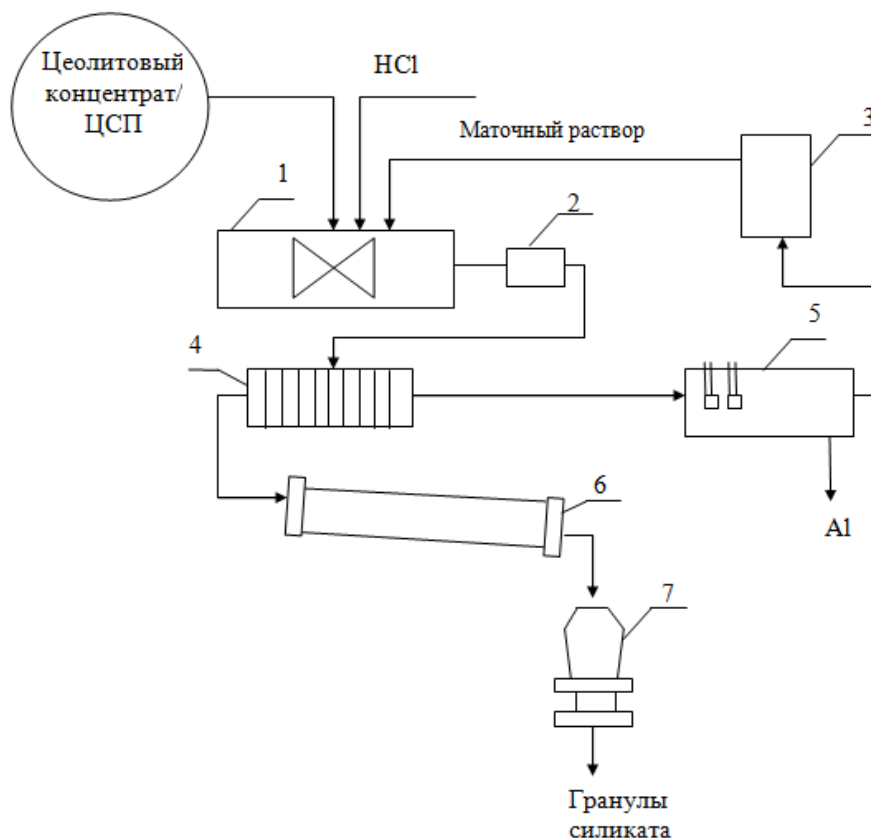 Цеолитовый
концентрат/
ЦСП
HCl
Маточный раствор
3
1
2
4
5
6
Al
7
Гранулы
силиката